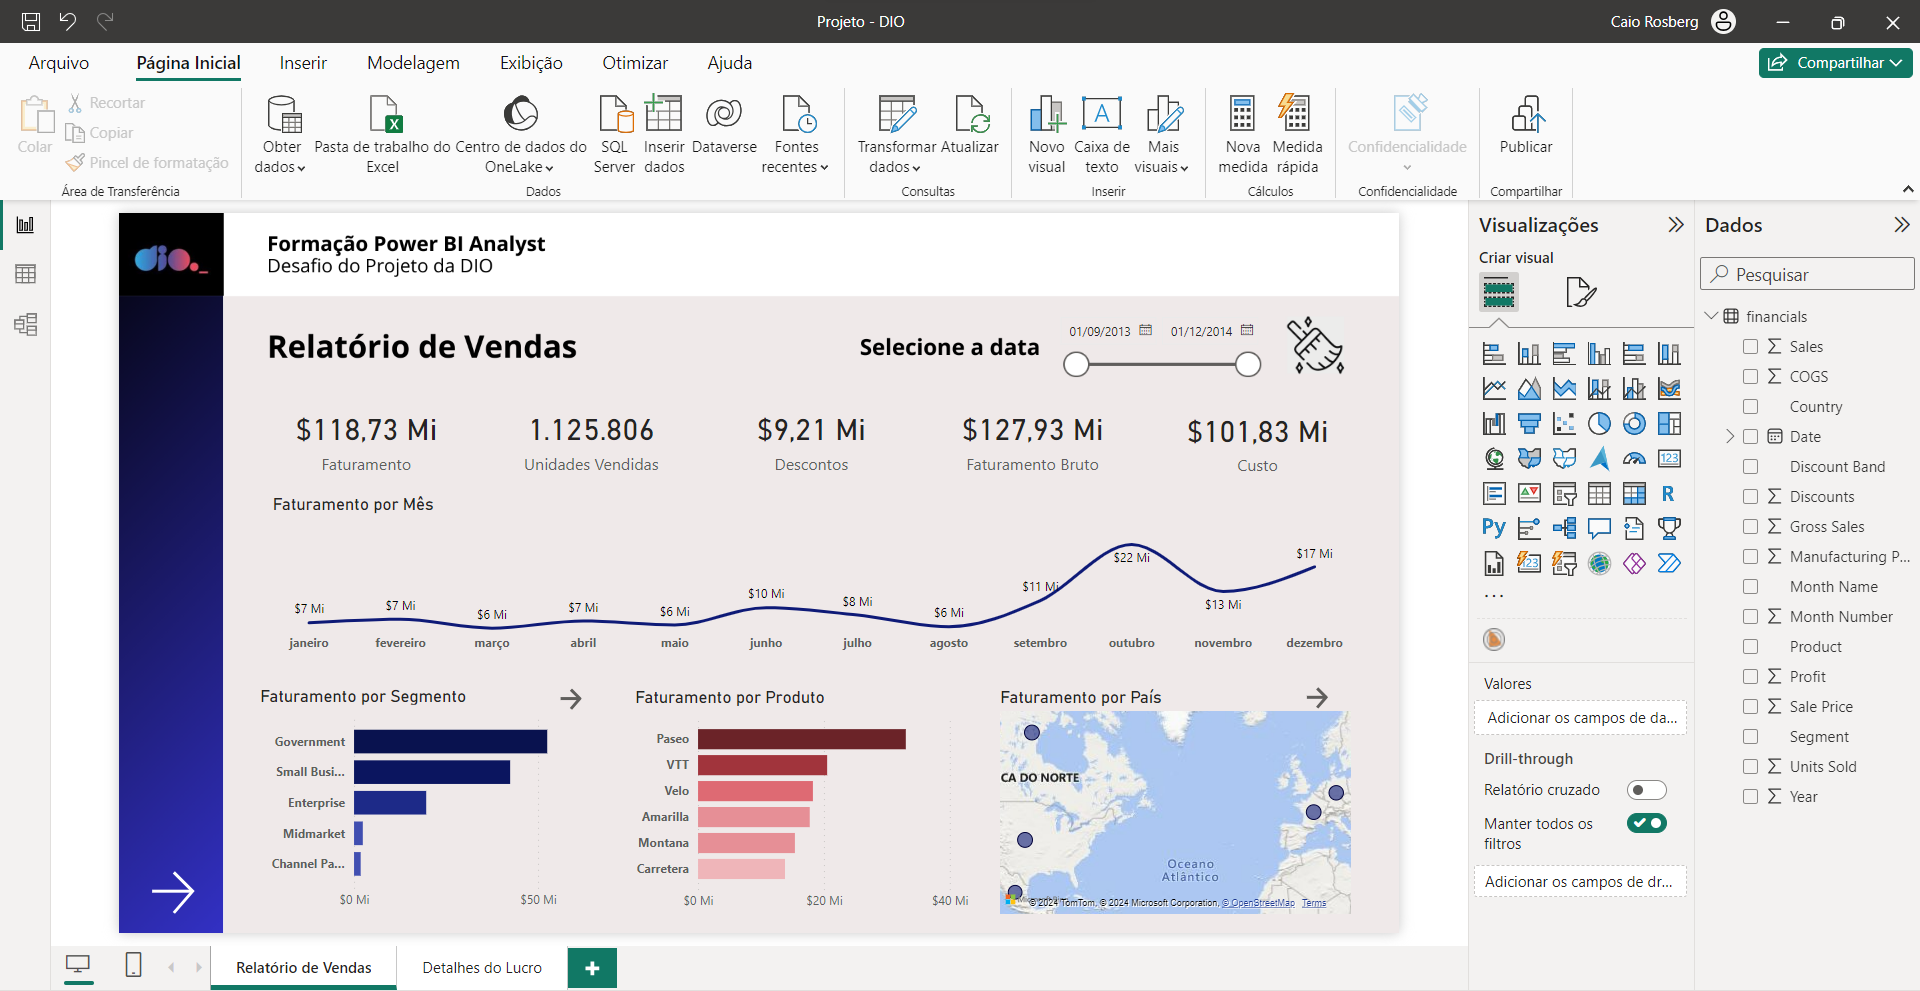 Projeto - DIO
Caio Rosberg
Arquivo
Página Inicial
Inserir
Modelagem
Exibição
Otimizar
Ajuda
Compartilhar
Colar
Recortar
Copiar
Pincel de formatação
Área de Transferência
Obter dados
Pasta de trabalho do Excel
Centro de dados do OneLake
SQL Server
Inserir dados
Dataverse
Fontes recentes
Dados
Transformar dados
Atualizar
Consultas
Novo visual
Caixa de texto
Mais visuais
Inserir
Nova medida
Medida rápida
Cálculos
Confidencialidade
Confidencialidade
Publicar
Compartilhar
dio._
Formação Power BI Analyst
Desafio do Projeto da DIO
Relatório de Vendas
Selecione a data
01/09/2013
01/12/2014
$118,73 Mi
Faturamento
1.125.806
Unidades Vendidas
$9,21 Mi
Descontos
$127,93 Mi
Faturamento Bruto
$101,83 Mi
Custo
Faturamento por Mês
$7 Mi
$7 Mi
$6 Mi
$7 Mi
$6 Mi
$10 Mi
$8 Mi
$6 Mi
$11 Mi
$22 Mi
$13 Mi
$17 Mi
janeiro
fevereiro
março
abril
maio
junho
julho
agosto
setembro
outubro
novembro
dezembro
Faturamento por Segmento
Government
Small Busi...
Enterprise
Midmarket
Channel Pa...
$0 Mi
$50 Mi
Faturamento por Produto
Paseo
VTT
Velo
Amarilla
Montana
Carretera
$0 Mi
$20 Mi
$40 Mi
Faturamento por País
CA DO NORTE
Oceano
Atlântico
© 2024 TomTom, © 2024 Microsoft Corporation, © OpenStreetMap Terms
Relatório de Vendas
Detalhes do Lucro
Visualizações
Criar visual
123
R
Py
123
...
Valores
Adicionar os campos de da...
Drill-through
Relatório cruzado
Manter todos os
filtros
Adicionar os campos de dr...
Dados
Pesquisar
financials
Sales
COGS
Country
Date
Discount Band
Discounts
Gross Sales
Manufacturing P...
Month Name
Month Number
Product
Profit
Sale Price
Segment
Units Sold
Year